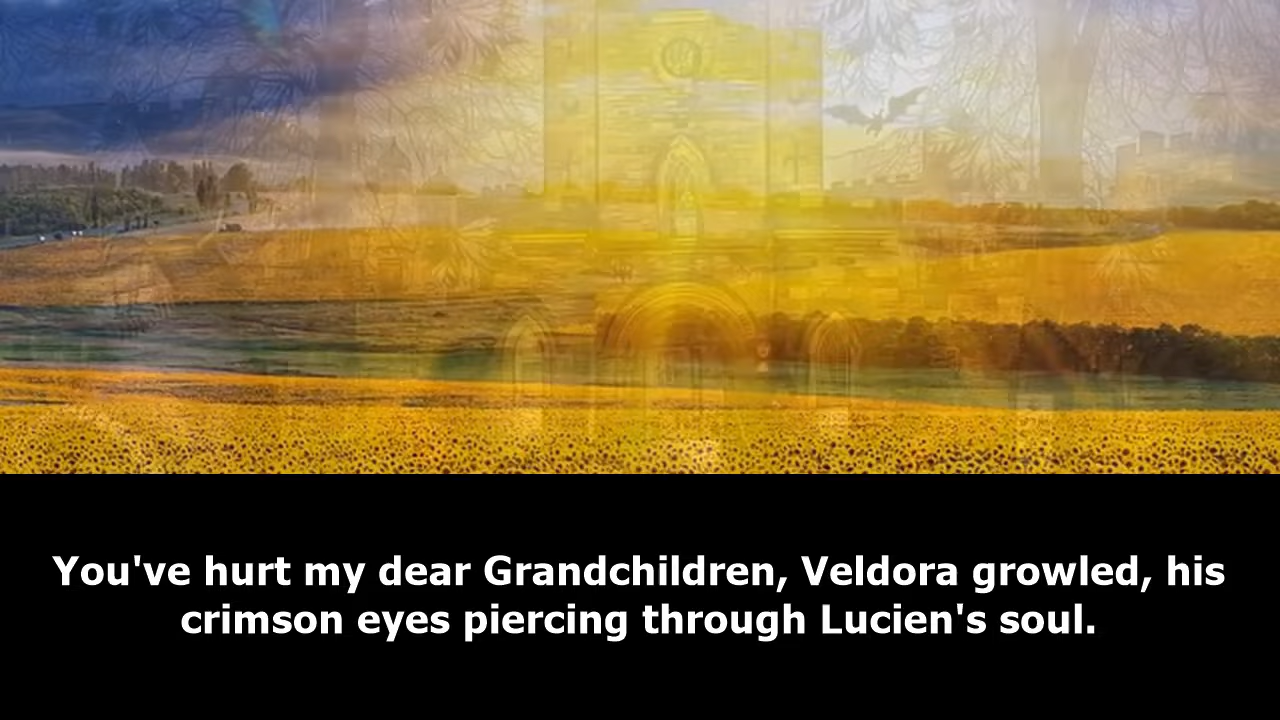 You've hurt my dear Grandchildren, Veldora growled, his
crimson eyes piercing through Lucien's soul.